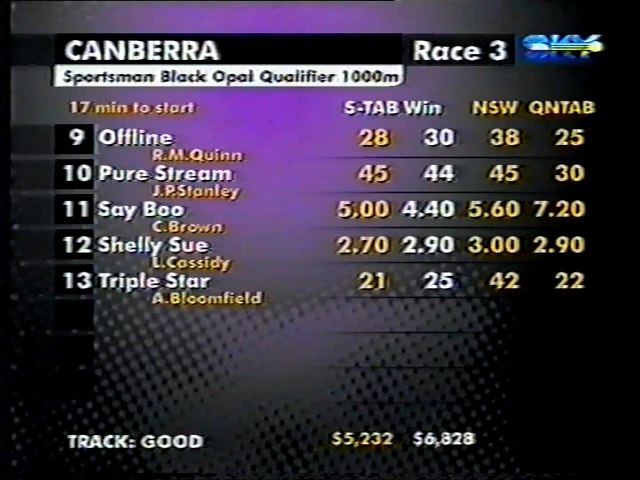 CANBERRA Race 3 SKY
Sportsman Black Opal Qualifier 1000m
17 min to start S-TAB Win NSW QNTAB
9 Offline 28 30 38 25
R.M.Quinn
10 Pure Stream 45 44 45 30
J.P.Stanley
11 Say Boo 5.00 4.40 5.60 7.20
C.Brown
12 Shelly Sue 2.70 2.90 3.00 2.90
L.Cassidy
13 Triple Star 21 25 42 22
A.Bloomfield
TRACK: GOOD $5,232 $6,828